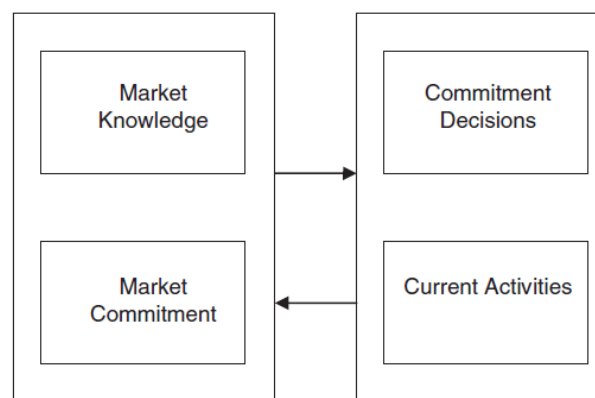 Market
Knowledge
Commitment
Decisions
Market
Commitment
Current Activities